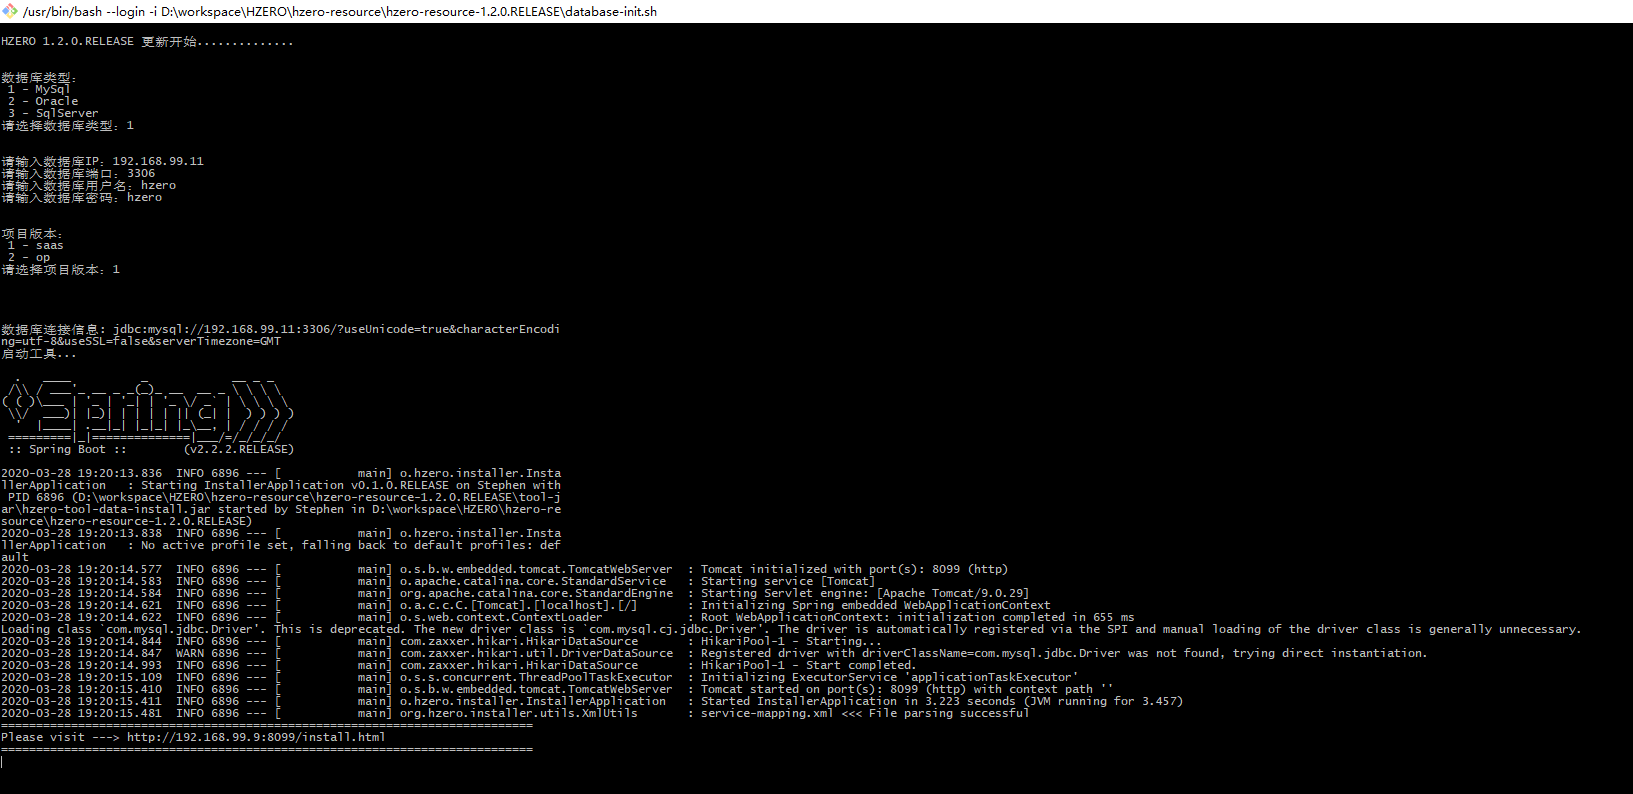 /usr/bin/bash --login -i D:\workspace\HZERO\hzero-resource\hzero-resource-1.2.0.RELEASE\database-init.sh
HZERO 1.2.0.RELEASE 更新开始..............
数据库类型:
1 - MySql
2 - Oracle
3 - SqlServer
请选择数据库类型: 1
请输入数据库IP: 192.168.99.11
请输入数据库端口: 3306
请输入数据库用户名: hzero
请输入数据库密码: hzero
项目版本:
1 - saas
2 - op
请选择项目版本: 1
数据库连接信息: jdbc:mysql://192.168.99.11:3306/?useUnicode=true&characterEncodi
ng=utf-8&useSSL=false&serverTimezone=GMT
启动工具...
  .   ____          _            __ _ _
 /\\ / ___'_ __ _ _(_)_ __  __ _ \ \ \ \
( ( )\___ | '_ | '_| | '_ \/ _` | \ \ \ \
 \\/  ___)| |_)| | | | | || (_| |  ) ) ) )
  '  |____| .__|_| |_|_| |_\__, | / / / /
 =========|_|==============|___/=/_/_/_/
 :: Spring Boot ::        (v2.2.2.RELEASE)
2020-03-28 19:20:13.836  INFO 6896 --- [           main] o.hzero.installer.Insta
llerApplication   : Starting InstallerApplication v0.1.0.RELEASE on Stephen with
 PID 6896 (D:\workspace\HZERO\hzero-resource\hzero-resource-1.2.0.RELEASE\tool-j
ar\hzero-tool-data-install.jar started by Stephen in D:\workspace\HZERO\hzero-re
source\hzero-resource-1.2.0.RELEASE)
2020-03-28 19:20:13.838  INFO 6896 --- [           main] o.hzero.installer.Insta
llerApplication   : No active profile set, falling back to default profiles: def
ault
2020-03-28 19:20:14.577  INFO 6896 --- [           main] o.s.b.w.embedded.tomcat.TomcatWebServer  : Tomcat initialized with port(s): 8099 (http)
2020-03-28 19:20:14.583  INFO 6896 --- [           main] o.apache.catalina.core.StandardService   : Starting service [Tomcat]
2020-03-28 19:20:14.584  INFO 6896 --- [           main] org.apache.catalina.core.StandardEngine  : Starting Servlet engine: [Apache Tomcat/9.0.29]
2020-03-28 19:20:14.621  INFO 6896 --- [           main] o.a.c.c.C.[Tomcat].[localhost].[/]       : Initializing Spring embedded WebApplicationContext
2020-03-28 19:20:14.622  INFO 6896 --- [           main] o.s.web.context.ContextLoader            : Root WebApplicationContext: initialization completed in 655 ms
Loading class `com.mysql.jdbc.Driver'. This is deprecated. The new driver class is `com.mysql.cj.jdbc.Driver'. The driver is automatically registered via the SPI and manual loading of the driver class is generally unnecessary.
2020-03-28 19:20:14.844  INFO 6896 --- [           main] com.zaxxer.hikari.HikariDataSource       : HikariPool-1 - Starting...
2020-03-28 19:20:14.847  WARN 6896 --- [           main] com.zaxxer.hikari.util.DriverDataSource  : Registered driver with driverClassName=com.mysql.jdbc.Driver was not found, trying direct instantiation.
2020-03-28 19:20:14.993  INFO 6896 --- [           main] com.zaxxer.hikari.HikariDataSource       : HikariPool-1 - Start completed.
2020-03-28 19:20:15.109  INFO 6896 --- [           main] o.s.s.concurrent.ThreadPoolTaskExecutor  : Initializing ExecutorService 'applicationTaskExecutor'
2020-03-28 19:20:15.410  INFO 6896 --- [           main] o.s.b.w.embedded.tomcat.TomcatWebServer  : Tomcat started on port(s): 8099 (http) with context path ''
2020-03-28 19:20:15.411  INFO 6896 --- [           main] o.hzero.installer.InstallerApplication   : Started InstallerApplication in 3.223 seconds (JVM running for 3.457)
2020-03-28 19:20:15.481  INFO 6896 --- [           main] org.hzero.installer.utils.XmlUtils       : service-mapping.xml <<< File parsing successful
============================================================================
Please visit ---> http://192.168.99.9:8099/install.html
============================================================================